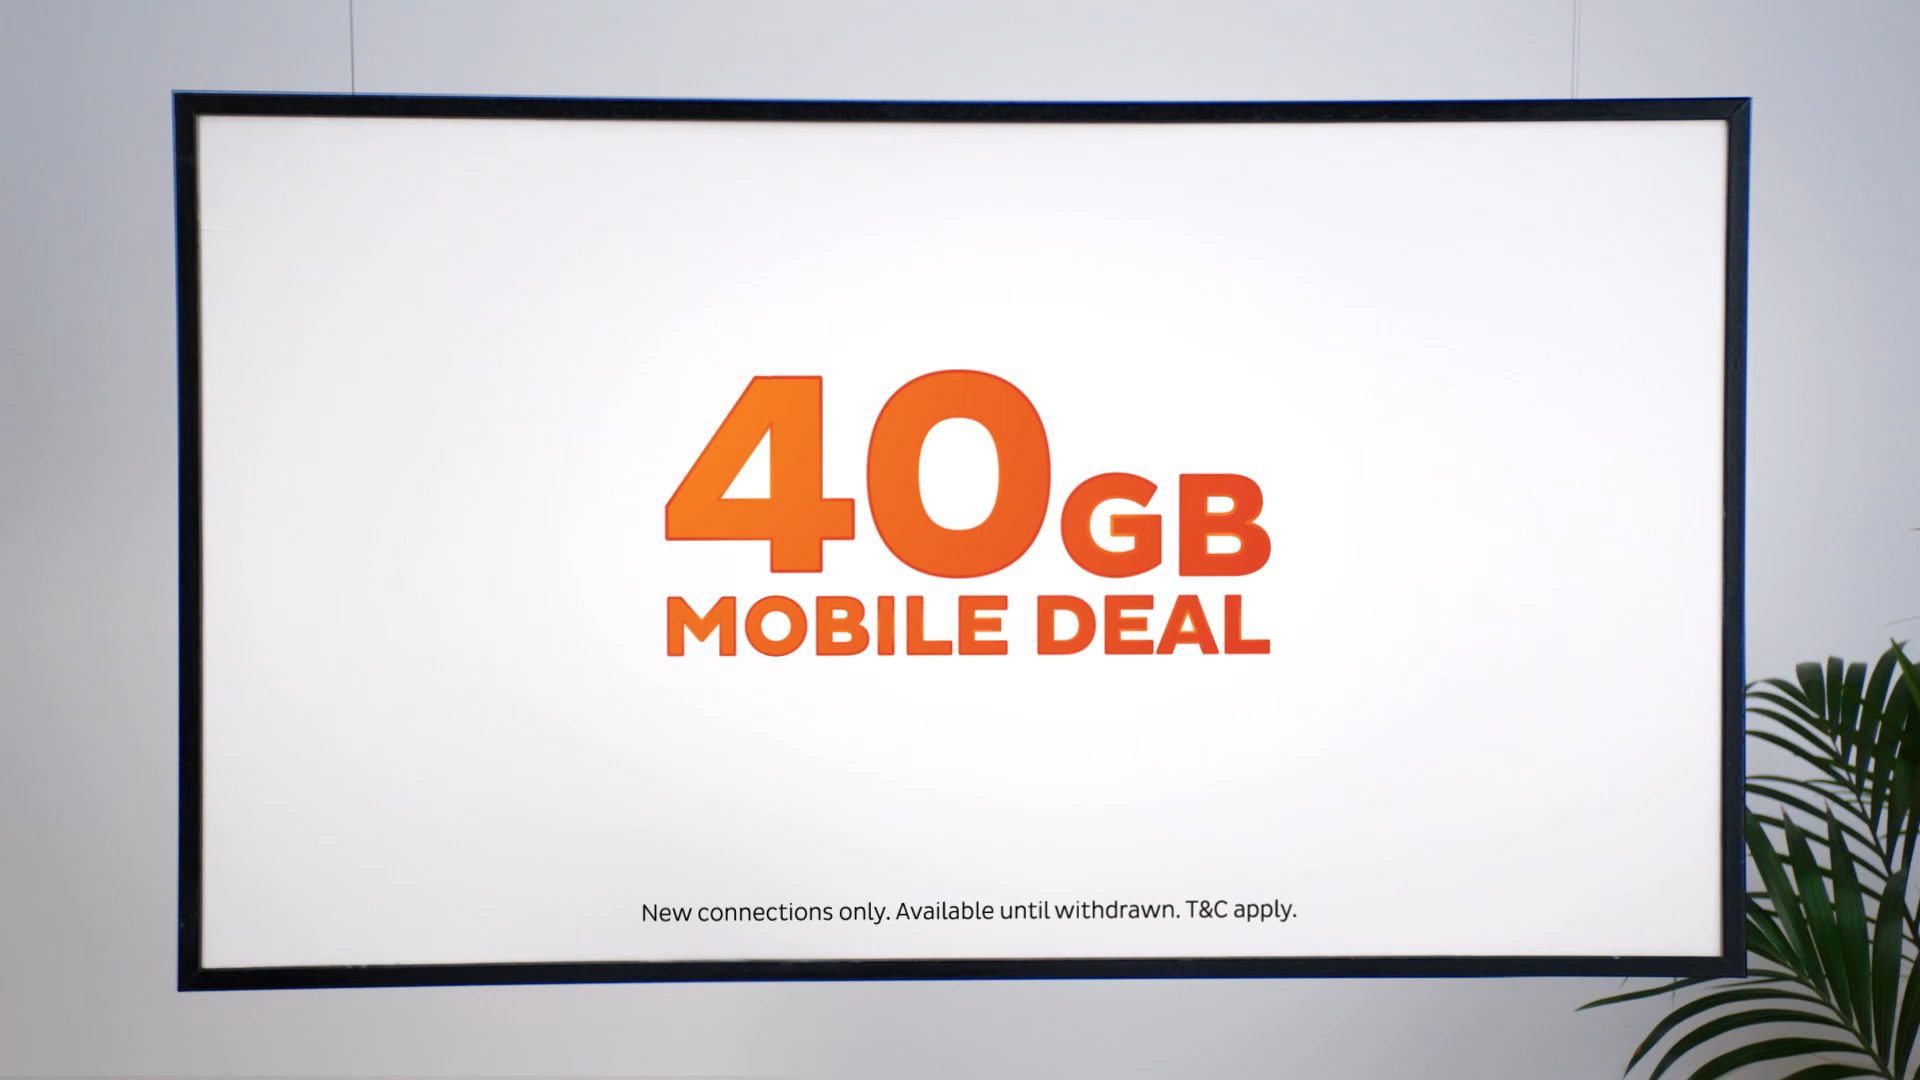 40GB
MOBILE DEAL
New connections only. Available until withdrawn. T&C apply.